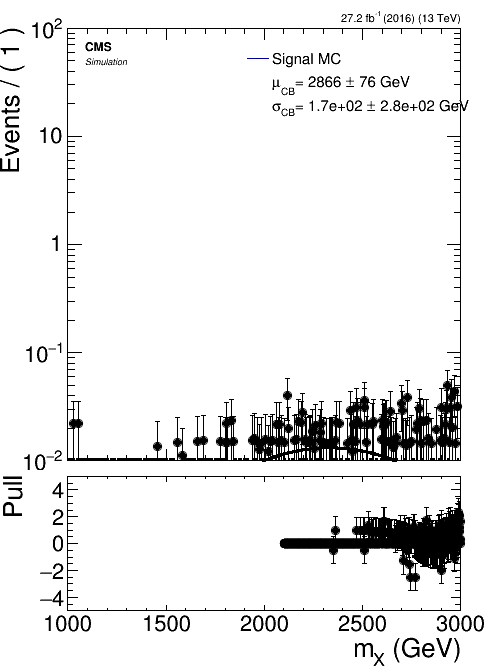 27.2 fb⁻¹ (2016) (13 TeV)
CMS
Simulation
Signal MC
μ_CB = 2866 ± 76 GeV
σ_CB = 1.7e+02 ± 2.8e+02 GeV
Events / ( 1 )
10²
10
1
10⁻¹
10⁻²
Pull
4
2
0
−2
−4
1000 1500 2000 2500 3000
m_X (GeV)